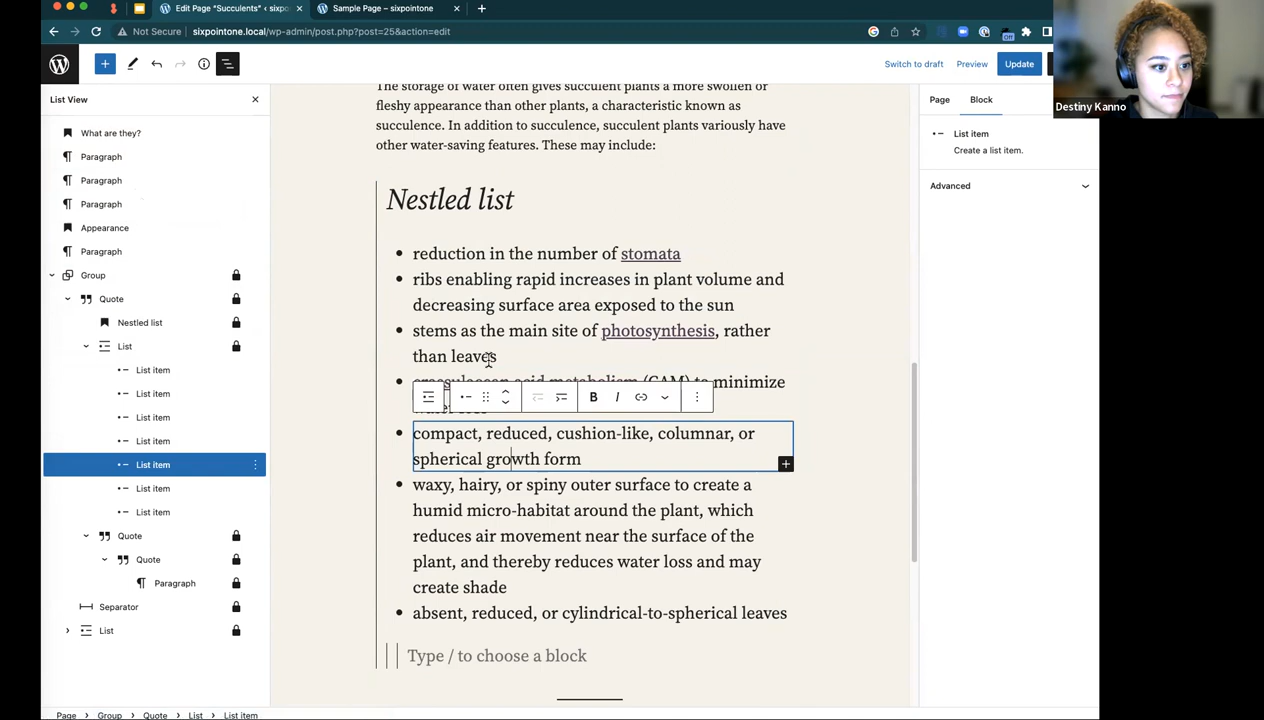 Edit Page "Succulents" ‹ sixpo
Sample Page – sixpointone
Not Secure
sixpointone.local/wp-admin/post.php?post=25&action=edit
Off
Switch to draft
Preview
Update
Destiny Kanno
List View
What are they?
Paragraph
Paragraph
Paragraph
Appearance
Paragraph
Group
Quote
Nestled list
List
List item
List item
List item
List item
List item
List item
List item
Quote
Quote
Paragraph
Separator
List
The storage of water often gives succulent plants a more swollen or
fleshy appearance than other plants, a characteristic known as
succulence. In addition to succulence, succulent plants variously have
other water-saving features. These may include:
Nestled list
reduction in the number of stomata
ribs enabling rapid increases in plant volume and
decreasing surface area exposed to the sun
stems as the main site of photosynthesis, rather
than leaves
crassulacean acid metabolism (CAM) to minimize
water loss
B I
compact, reduced, cushion-like, columnar, or
spherical growth form
waxy, hairy, or spiny outer surface to create a
humid micro-habitat around the plant, which
reduces air movement near the surface of the
plant, and thereby reduces water loss and may
create shade
absent, reduced, or cylindrical-to-spherical leaves
Type / to choose a block
Page
Block
List item
Create a list item.
Advanced
Page
Group
Quote
List
List item